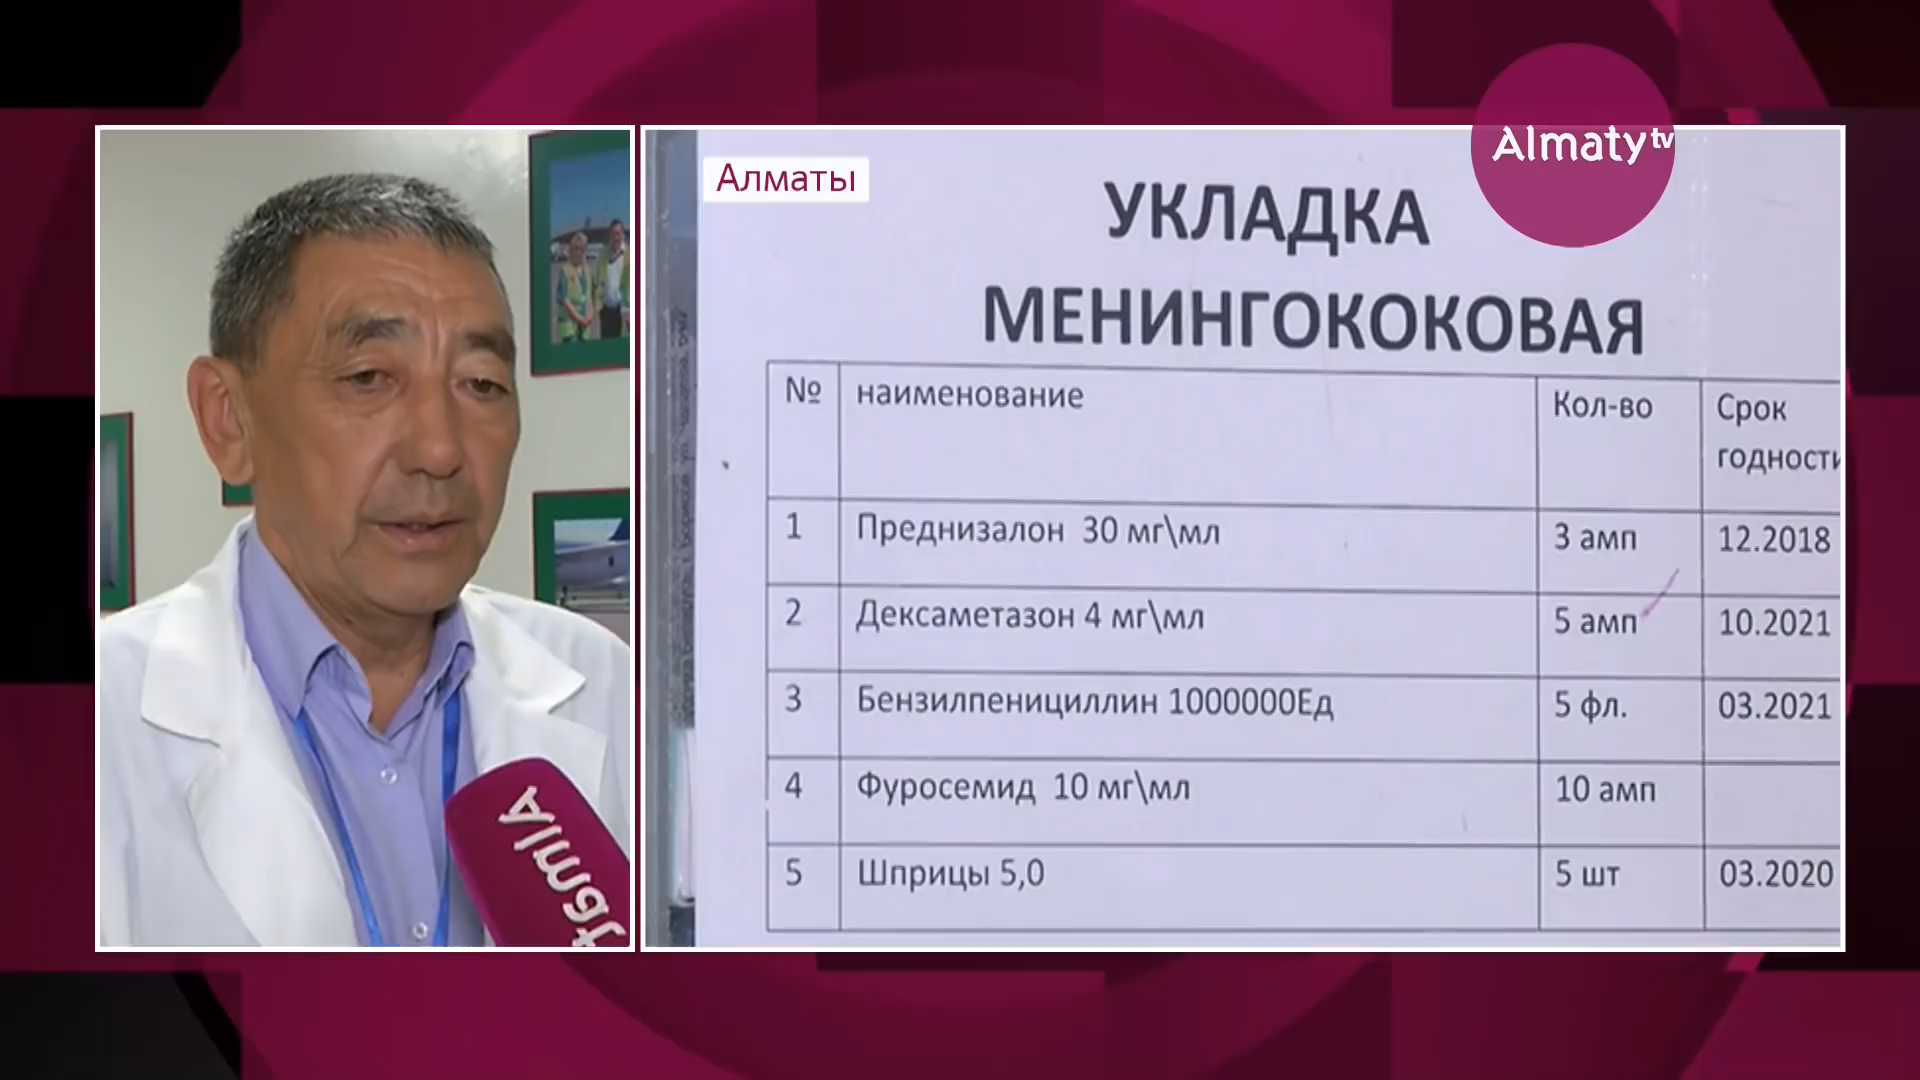 Almaty tv
Алматы
УКЛАДКА
МЕНИНГОКОКОВАЯ
№ наименование Кол-во Срок годности
1 Преднизалон 30 мг\мл 3 амп 12.2018
2 Дексаметазон 4 мг\мл 5 амп 10.2021
3 Бензилпенициллин 1000000Ед 5 фл. 03.2021
4 Фуросемид 10 мг\мл 10 амп
5 Шприцы 5,0 5 шт 03.2020
Almaty